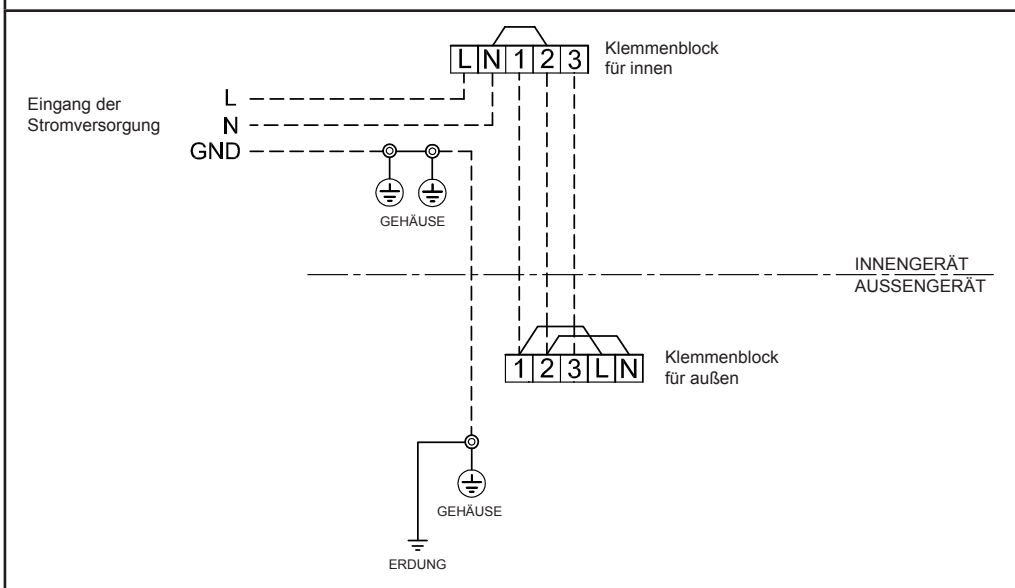 L N 1 2 3
Klemmenblock
für innen
Eingang der
Stromversorgung
L
N
GND
GEHÄUSE
INNENGERÄT
AUSSENGERÄT
1 2 3 L N
Klemmenblock
für außen
GEHÄUSE
ERDUNG